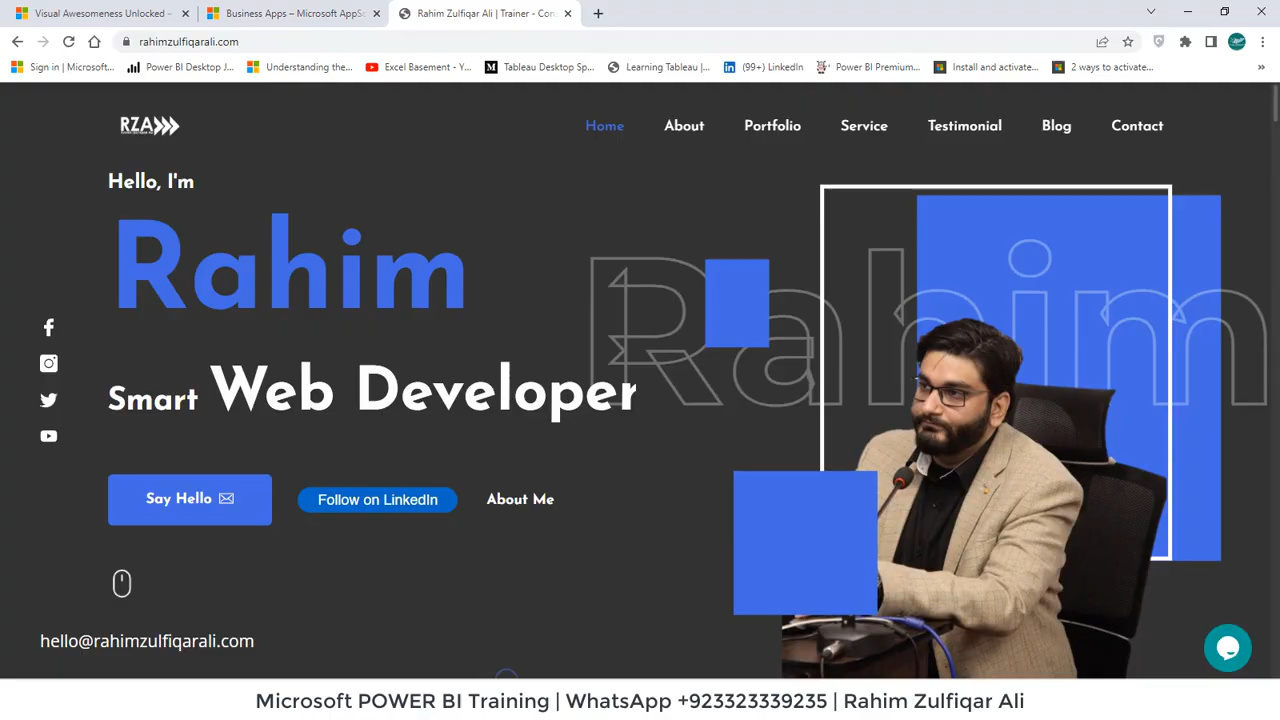 Visual Awesomeness Unlocked –
Business Apps – Microsoft AppSo
Rahim Zulfiqar Ali | Trainer - Con
rahimzulfiqarali.com
Sign in | Microsoft...
Power BI Desktop J...
Understanding the...
Excel Basement - Y...
Tableau Desktop Sp...
Learning Tableau |...
(99+) LinkedIn
Power BI Premium...
Install and activate...
2 ways to activate...
RZA
Home
About
Portfolio
Service
Testimonial
Blog
Contact
Hello, I'm
Rahim
Rahim
Smart Web Developer
Say Hello
Follow on LinkedIn
About Me
hello@rahimzulfiqarali.com
Microsoft POWER BI Training | WhatsApp +923323339235 | Rahim Zulfiqar Ali